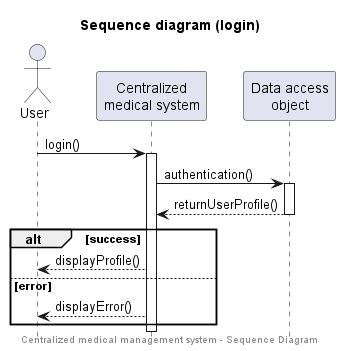 Sequence diagram (login)
User
Centralized
medical system
Data access
object
login()
authentication()
returnUserProfile()
alt [success]
displayProfile()
[error]
displayError()
Centralized medical management system - Sequence Diagram